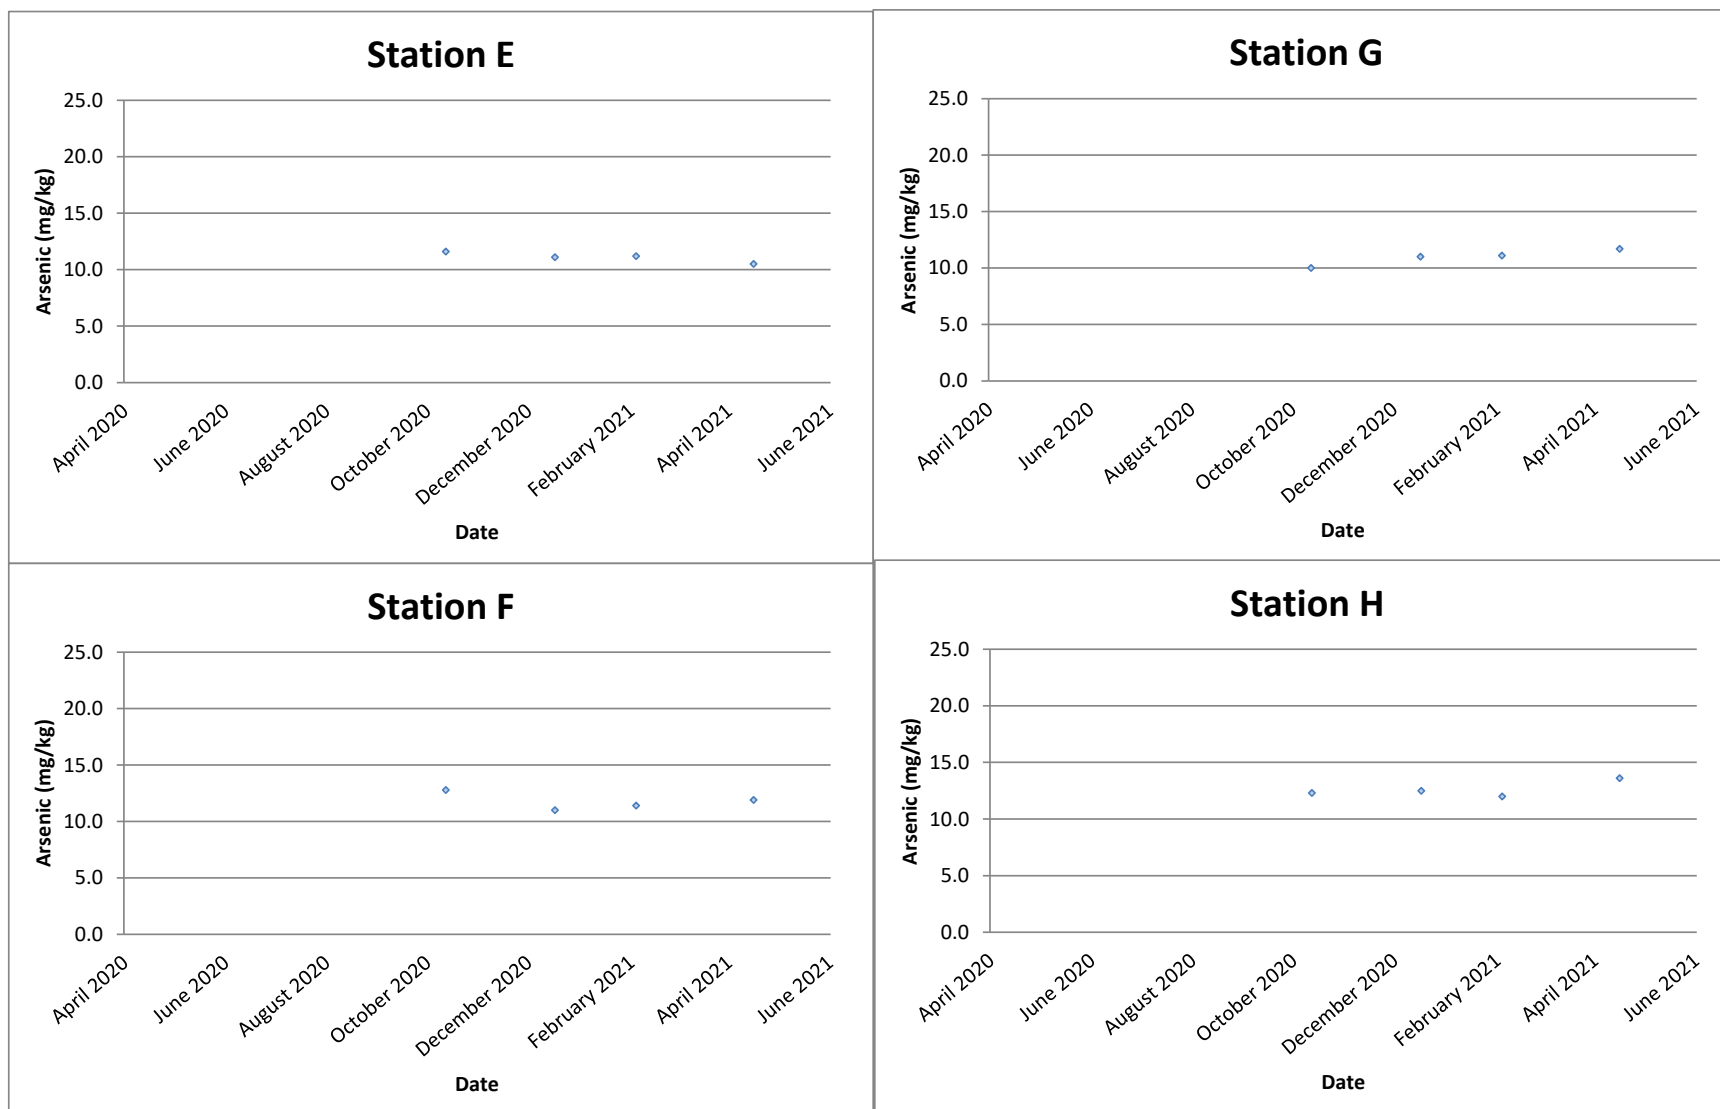 Station E
25.0
20.0
15.0
10.0
5.0
0.0
Arsenic (mg/kg)
April 2020
June 2020
August 2020
October 2020
December 2020
February 2021
April 2021
June 2021
Date
Station G
25.0
20.0
15.0
10.0
5.0
0.0
Arsenic (mg/kg)
April 2020
June 2020
August 2020
October 2020
December 2020
February 2021
April 2021
June 2021
Date
Station F
25.0
20.0
15.0
10.0
5.0
0.0
Arsenic (mg/kg)
April 2020
June 2020
August 2020
October 2020
December 2020
February 2021
April 2021
June 2021
Date
Station H
25.0
20.0
15.0
10.0
5.0
0.0
Arsenic (mg/kg)
April 2020
June 2020
August 2020
October 2020
December 2020
February 2021
April 2021
June 2021
Date